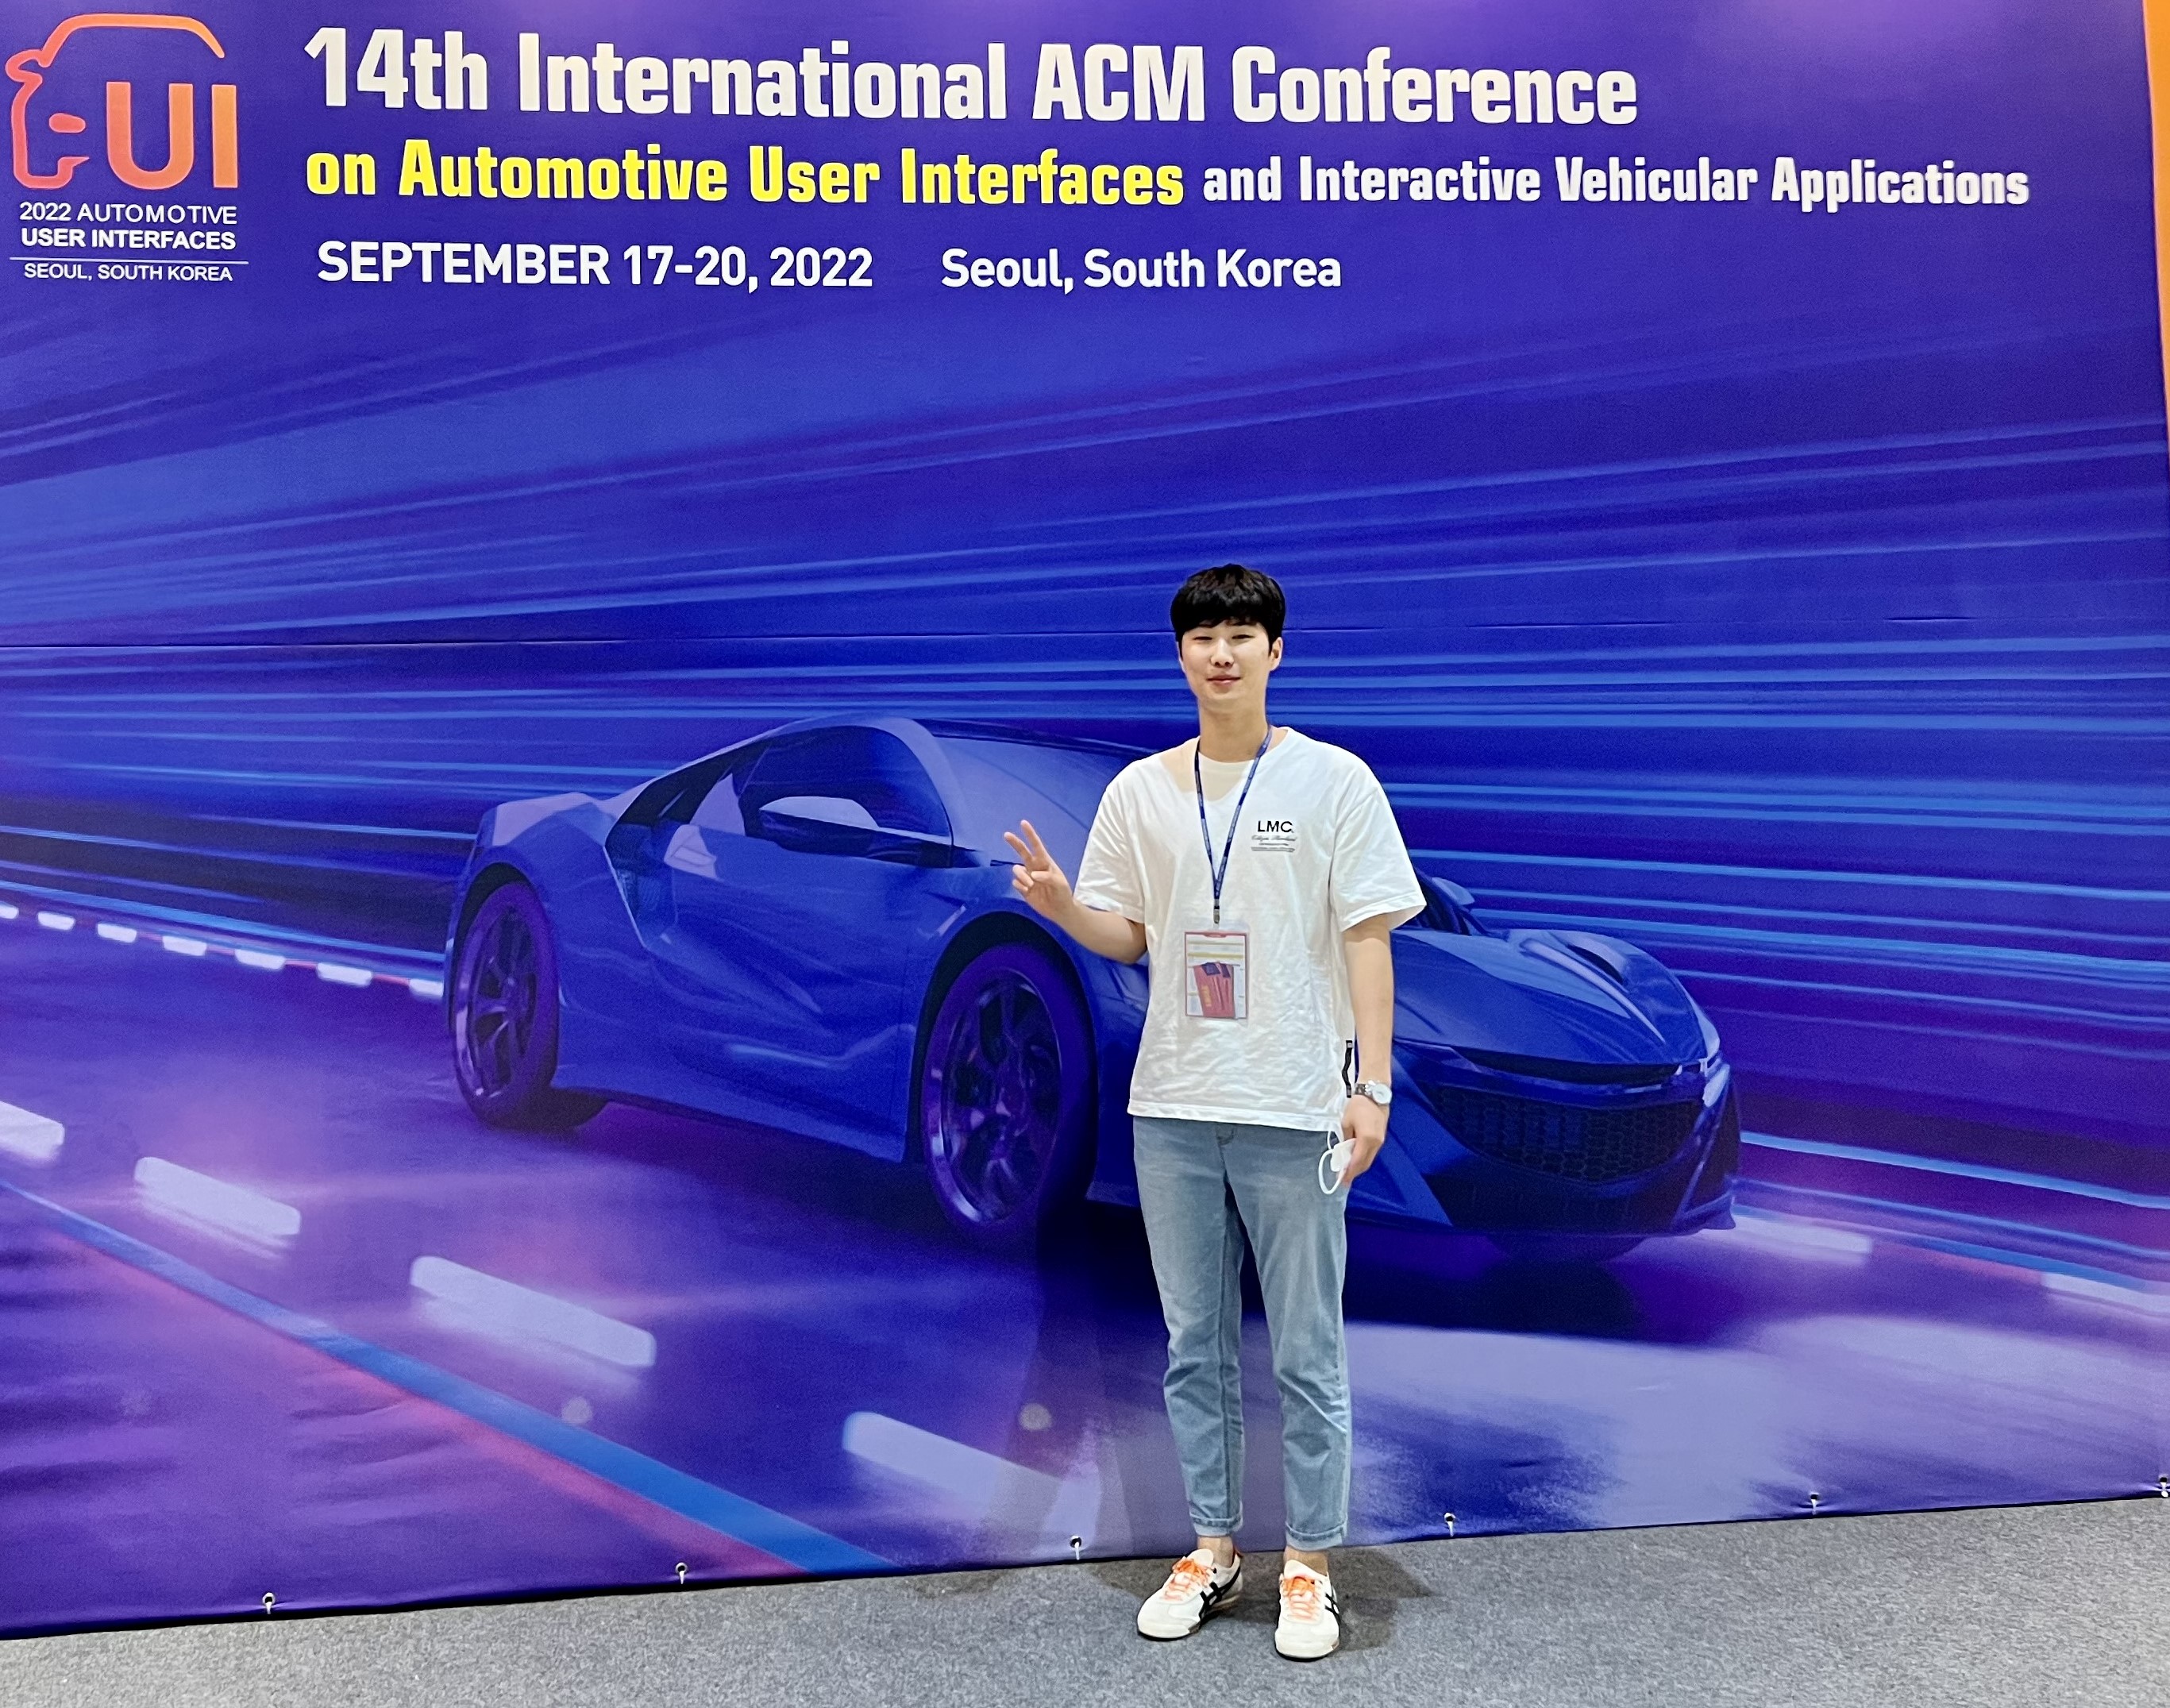 UI
2022 AUTOMOTIVE
USER INTERFACES
SEOUL, SOUTH KOREA
14th International ACM Conference
on Automotive User Interfaces and Interactive Vehicular Applications
SEPTEMBER 17-20, 2022 Seoul, South Korea
LMC